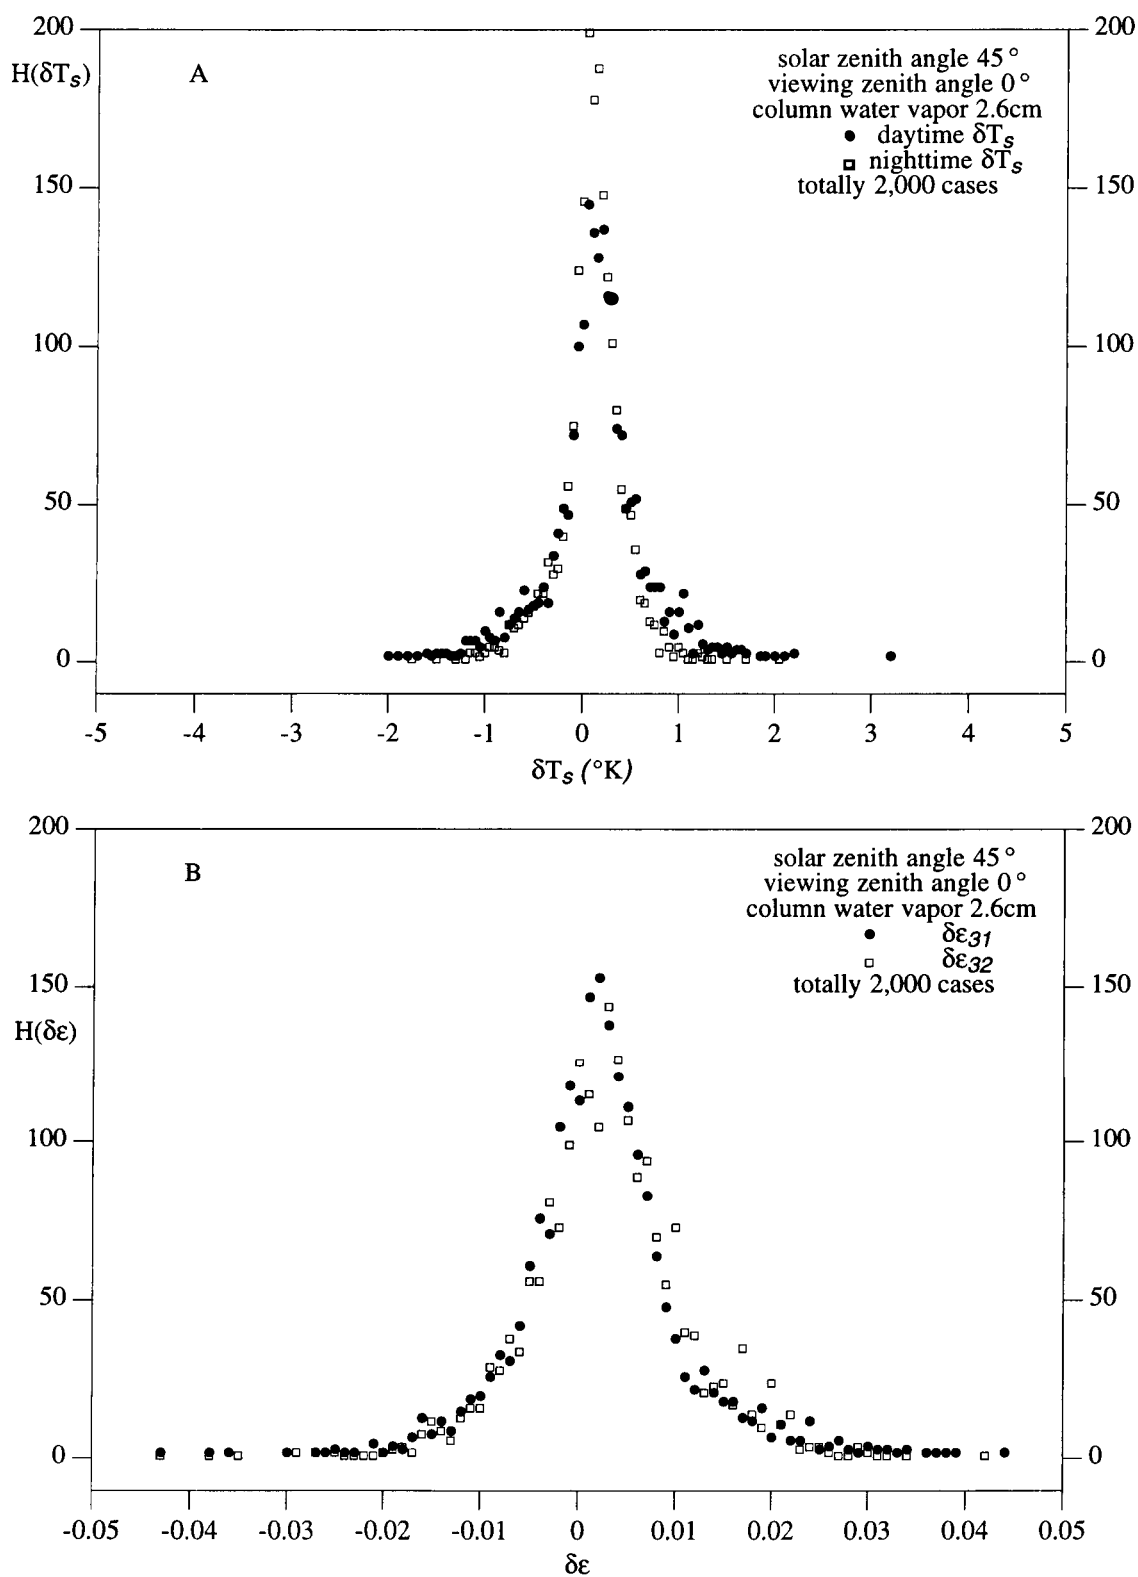 200 200
H(δTs) A solar zenith angle 45°
viewing zenith angle 0°
column water vapor 2.6cm
daytime δTs
nighttime δTs
150 totally 2,000 cases 150
100 100
50 50
0 0
-5 -4 -3 -2 -1 0 1 2 3 4 5
δTs (°K)
200 200
B solar zenith angle 45°
viewing zenith angle 0°
column water vapor 2.6cm
δε31
δε32
150 totally 2,000 cases 150
H(δε)
100 100
50 50
0 0
-0.05 -0.04 -0.03 -0.02 -0.01 0 0.01 0.02 0.03 0.04 0.05
δε